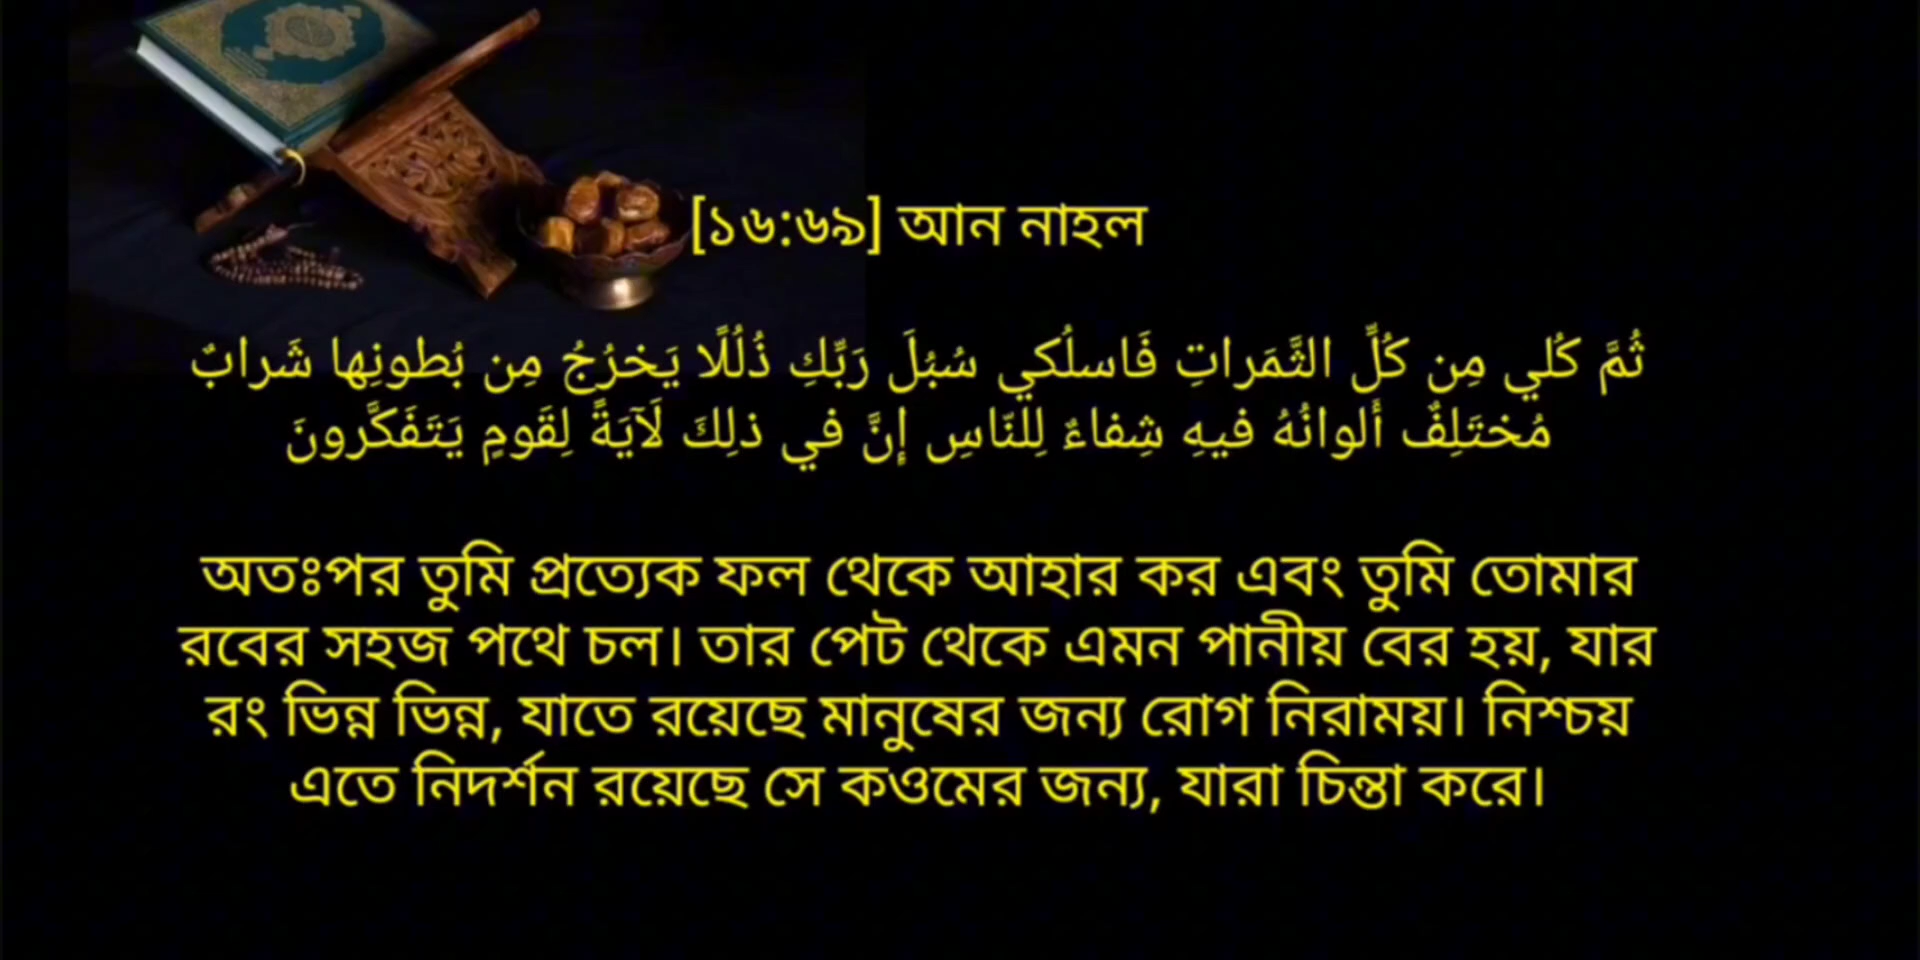 [১৬:৬৯] আন নাহল
ثُمَّ كُلي مِن كُلِّ الثَّمَراتِ فَاسلُكي سُبُلَ رَبِّكِ ذُلُلًا يَخرُجُ مِن بُطونِها شَرابٌ
مُختَلِفٌ أَلوانُهُ فيهِ شِفاءٌ لِلنّاسِ إِنَّ في ذلِكَ لَآيَةً لِقَومٍ يَتَفَكَّرونَ
অতঃপর তুমি প্রত্যেক ফল থেকে আহার কর এবং তুমি তোমার
রবের সহজ পথে চল। তার পেট থেকে এমন পানীয় বের হয়, যার
রং ভিন্ন ভিন্ন, যাতে রয়েছে মানুষের জন্য রোগ নিরাময়। নিশ্চয়
এতে নিদর্শন রয়েছে সে কওমের জন্য, যারা চিন্তা করে।